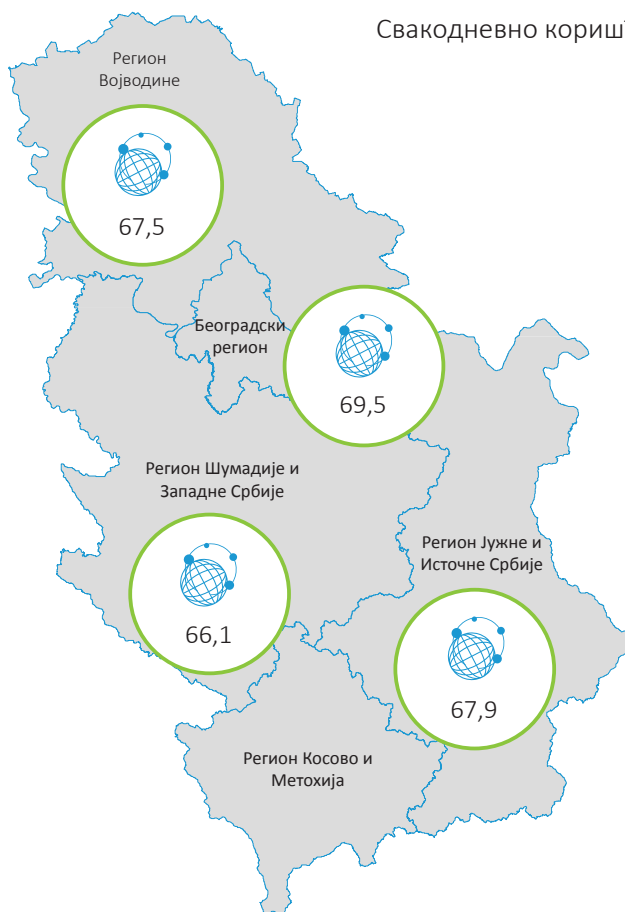 Свакодневно
Регион
Војводине
67,5
Београдски
регион
69,5
Регион Шумадије и
Западне Србије
66,1
Регион Јужне и
Источне Србије
67,9
Регион Косово и
Метохија